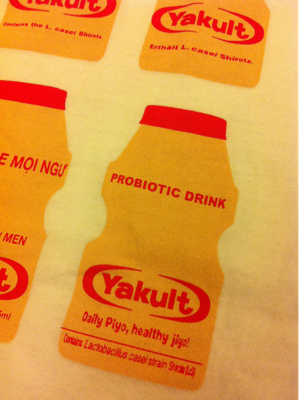 Yakult
Contains the L. casei Shirota.
Yakult
Enthält L. casei Shirota.
E MỌI NGƯ
MEN
ml
PROBIOTIC DRINK
Yakult
Daily Piyo, healthy jiyo!
Contains Lactobacillus casei strain Shirota (LcS)